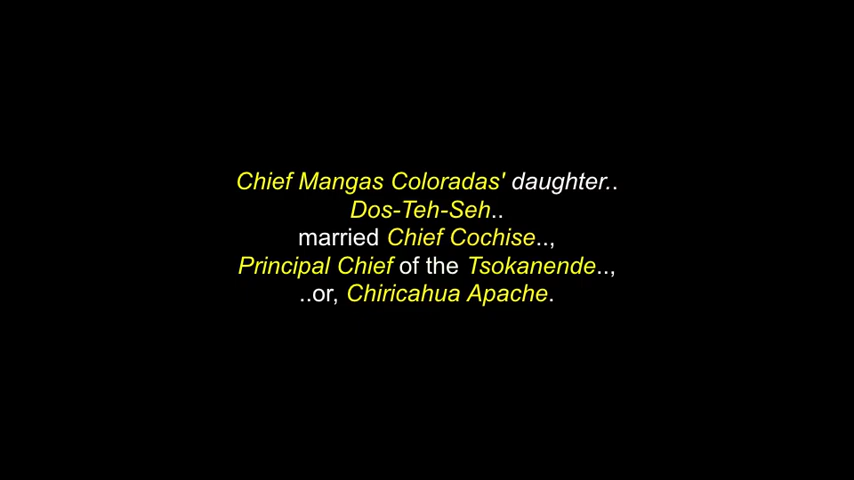 Chief Mangas Coloradas' daughter..
Dos-Teh-Seh..
married Chief Cochise..,
Principal Chief of the Tsokanende..,
..or, Chiricahua Apache.